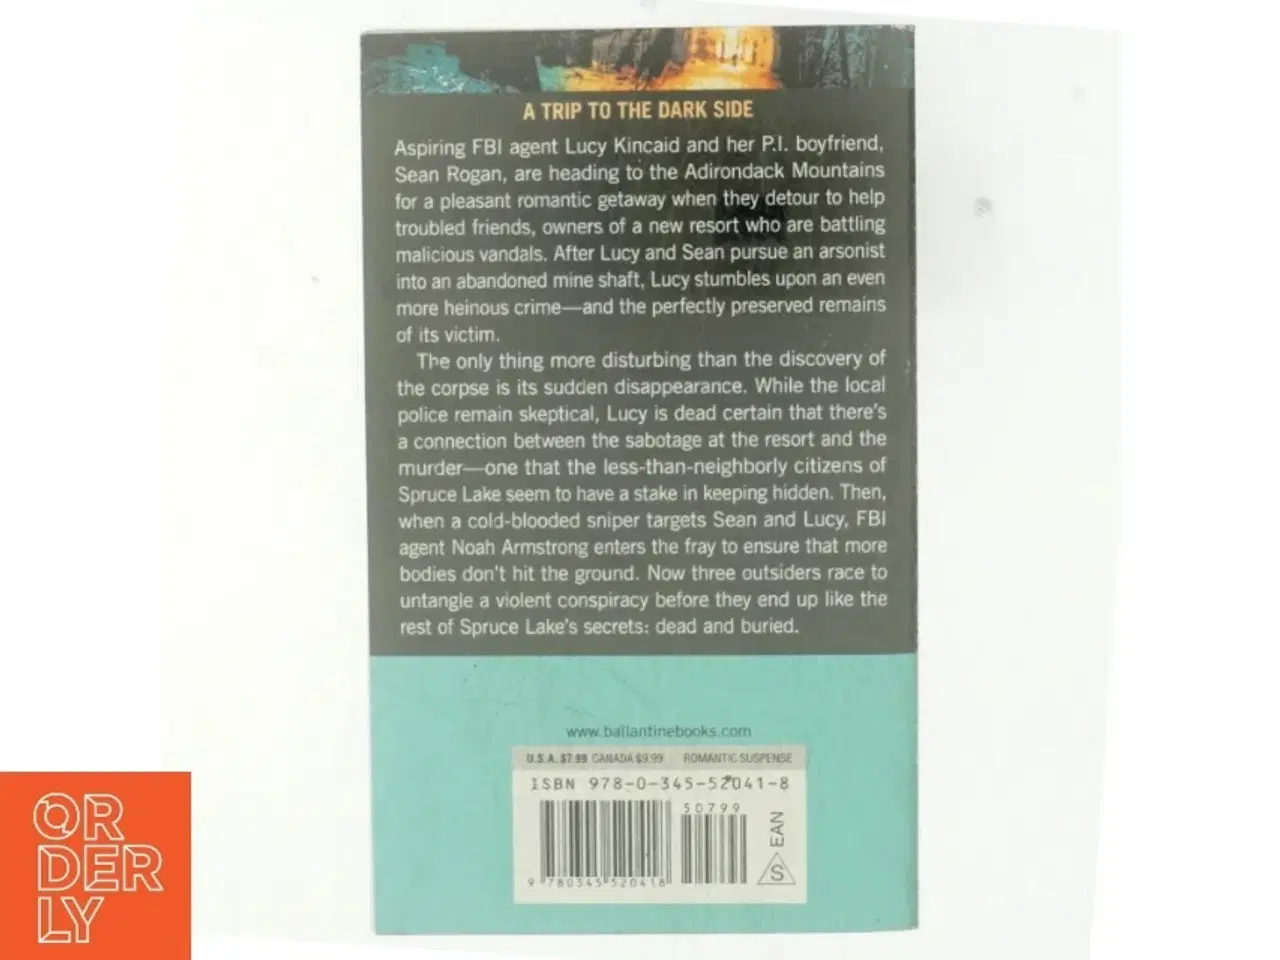 A TRIP TO THE DARK SIDE
Aspiring FBI agent Lucy Kincaid and her P.I. boyfriend,
Sean Rogan, are heading to the Adirondack Mountains
for a pleasant romantic getaway when they detour to help
troubled friends, owners of a new resort who are battling
malicious vandals. After Lucy and Sean pursue an arsonist
into an abandoned mine shaft, Lucy stumbles upon an even
more heinous crime—and the perfectly preserved remains
of its victim.
The only thing more disturbing than the discovery of
the corpse is its sudden disappearance. While the local
police remain skeptical, Lucy is dead certain that there's
a connection between the sabotage at the resort and the
murder—one that the less-than-neighborly citizens of
Spruce Lake seem to have a stake in keeping hidden. Then,
when a cold-blooded sniper targets Sean and Lucy, FBI
agent Noah Armstrong enters the fray to ensure that more
bodies don't hit the ground. Now three outsiders race to
untangle a violent conspiracy before they end up like the
rest of Spruce Lake's secrets: dead and buried.
www.ballantinebooks.com
U.S.A. $7.99 CANADA $9.99 ROMANTIC SUSPENSE
ISBN 978-0-345-52041-8
50799
EAN
S
9 780345 520418
OR
DER
LY